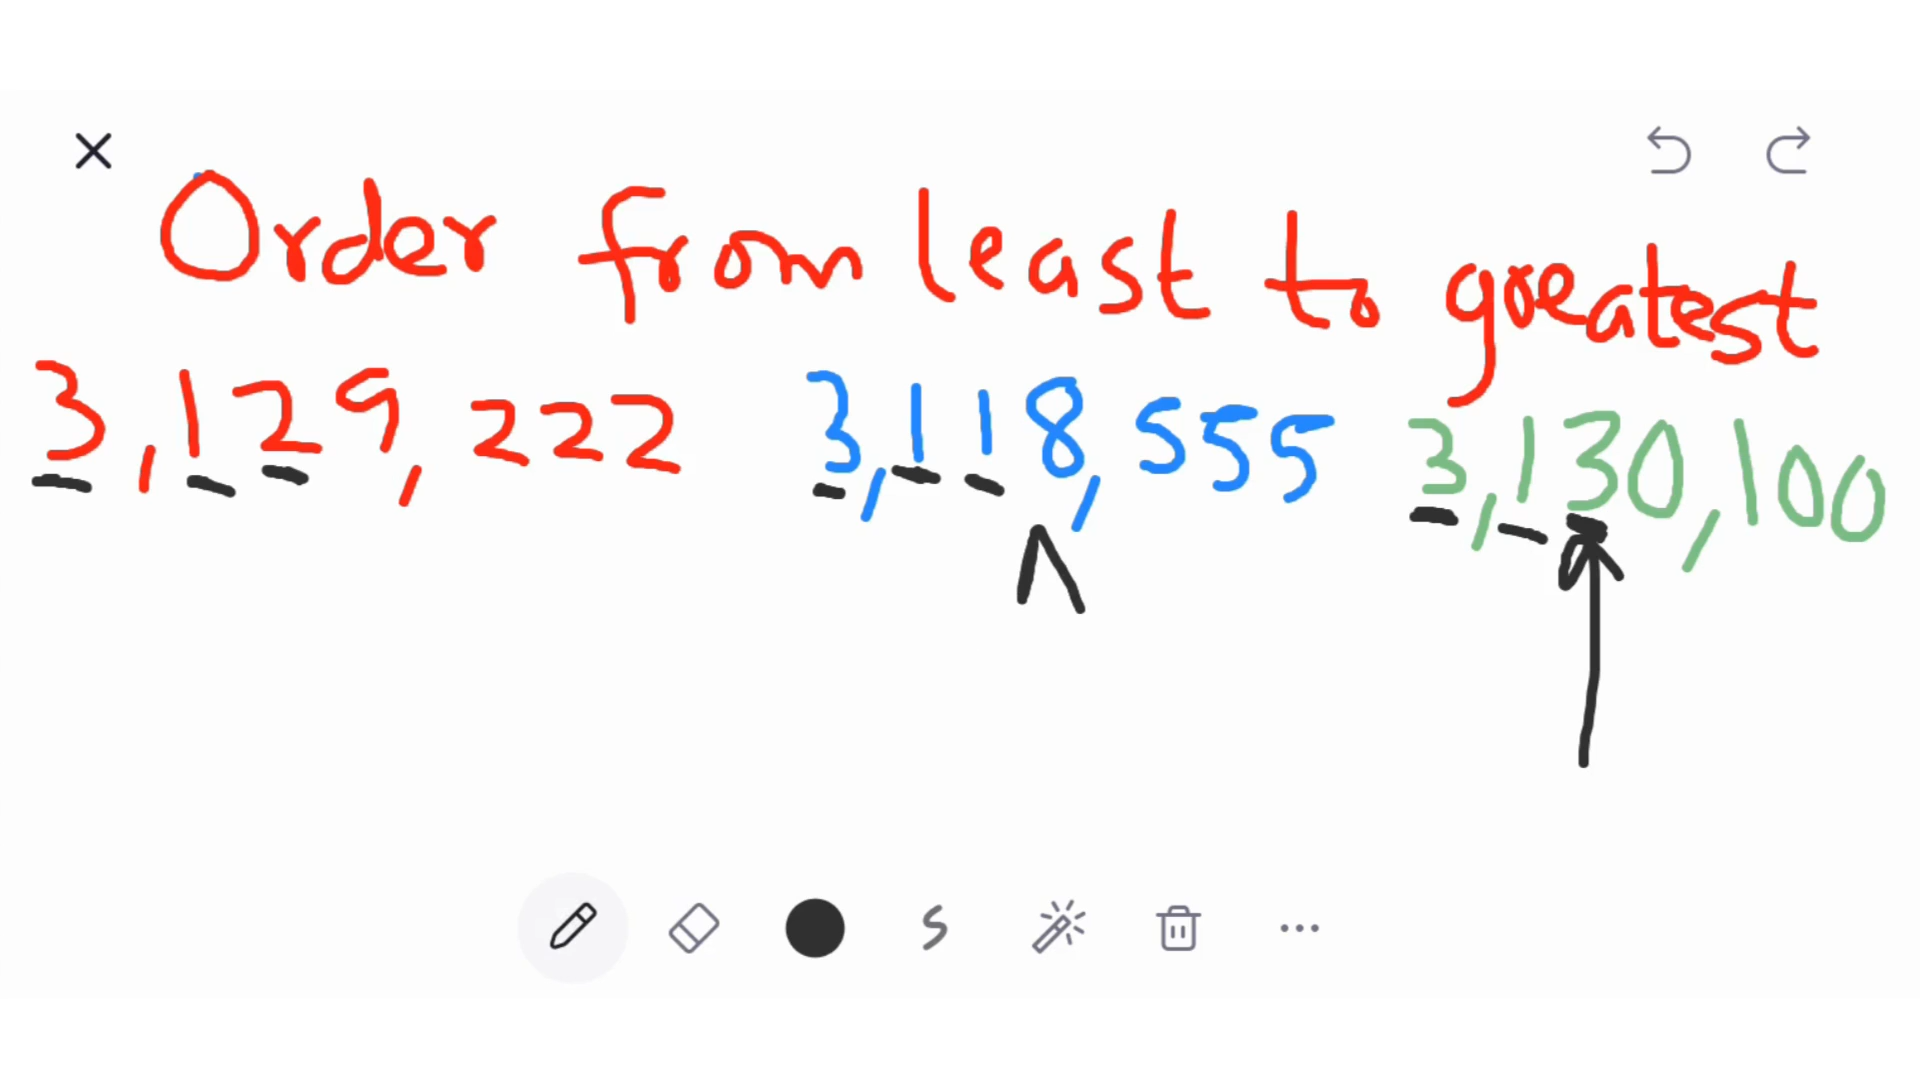 Order from least to greatest
3,129,222 3,118,555 3,130,100